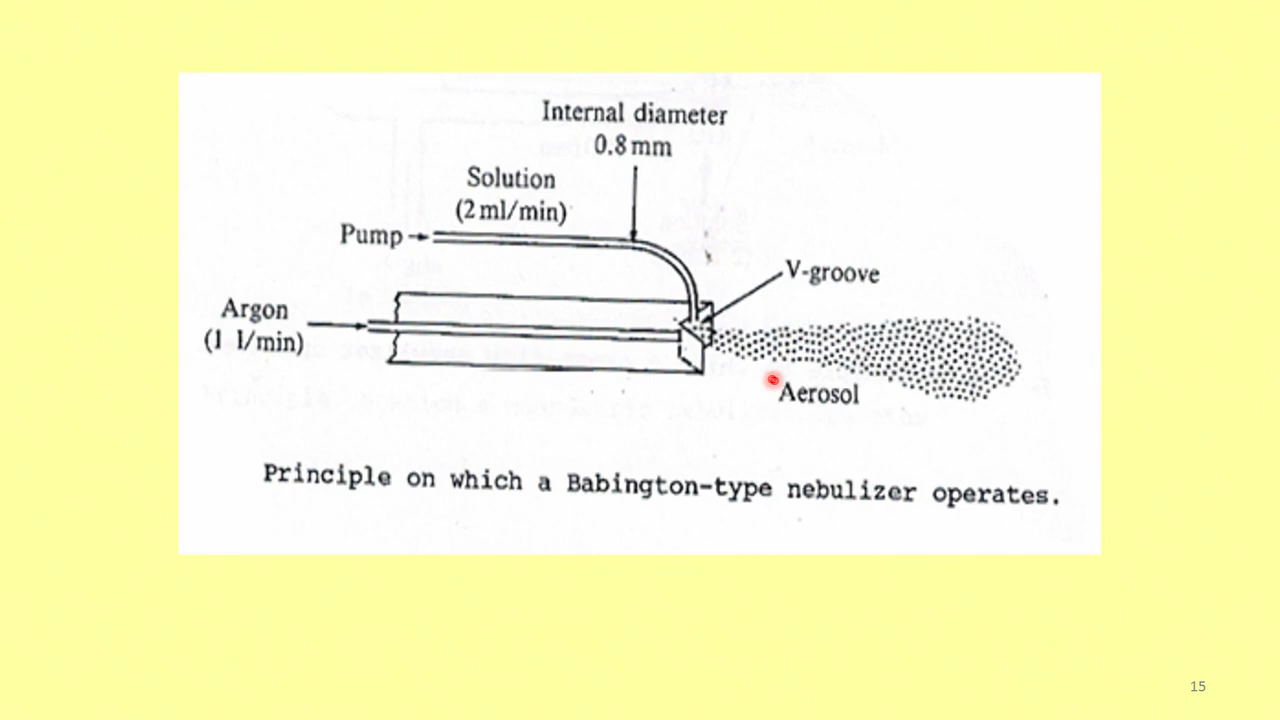 Internal diameter
0.8 mm
Solution
(2 ml/min)
Pump
V-groove
Argon
(1 l/min)
Aerosol
Principle on which a Babington-type nebulizer operates.
15